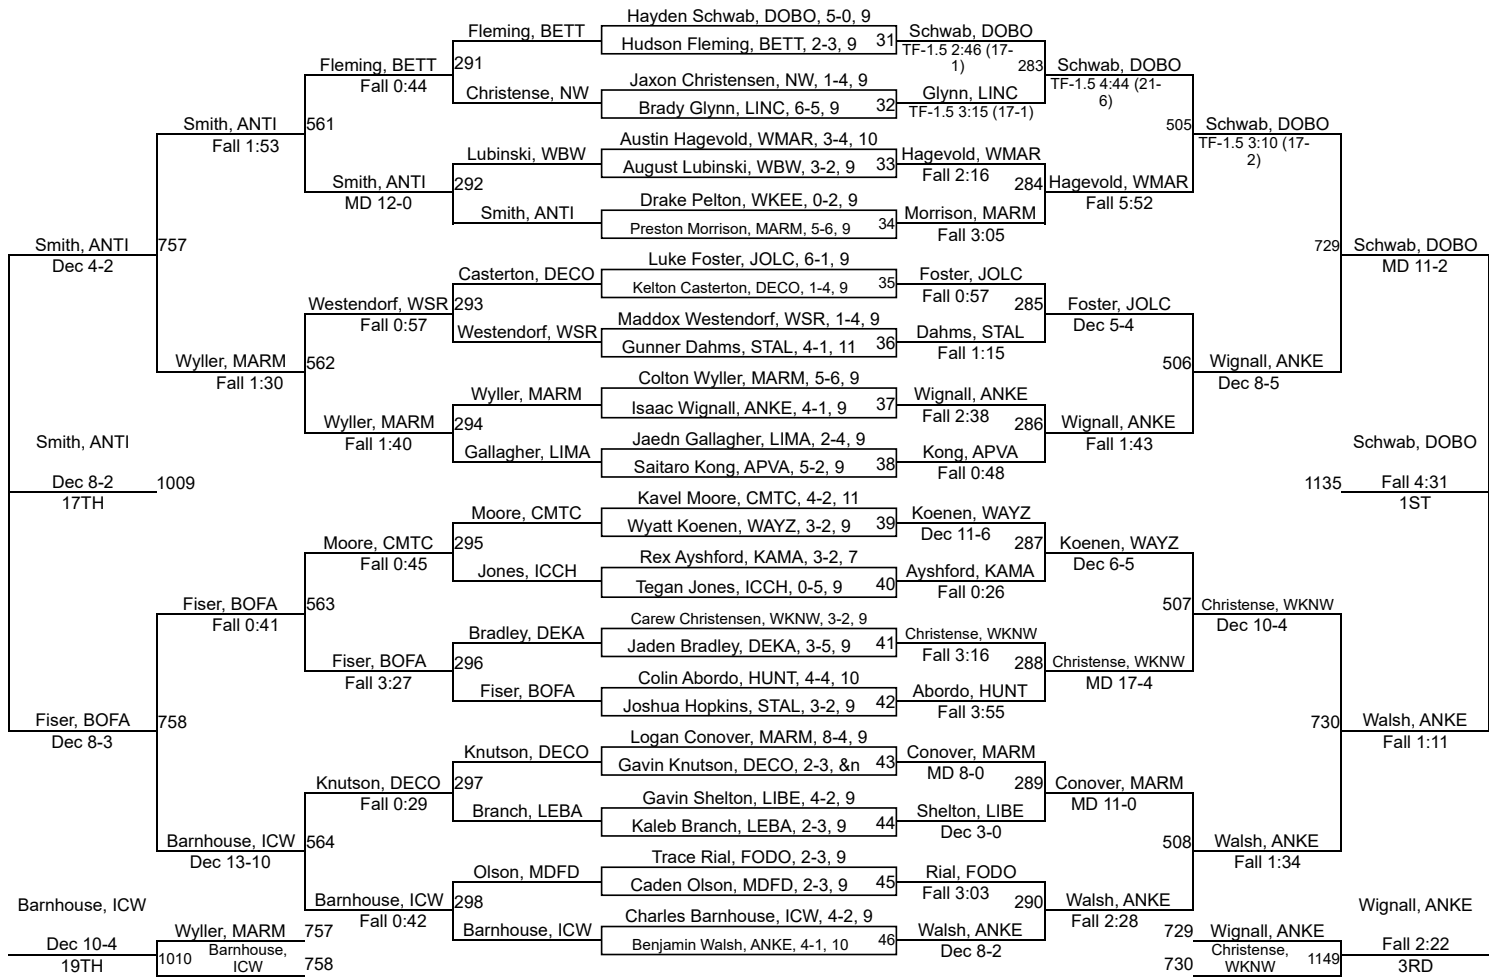 Hayden Schwab, DOBO, 5-0, 9
Fleming, BETT
Hudson Fleming, BETT, 2-3, 9
31
Schwab, DOBO
TF-1.5 2:46 (17-
1)
Fleming, BETT
Fall 0:44
291
283
Schwab, DOBO
TF-1.5 4:44 (21-
6)
Jaxon Christensen, NW, 1-4, 9
Christense, NW
Brady Glynn, LINC, 6-5, 9
32
Glynn, LINC
TF-1.5 3:15 (17-1)
Smith, ANTI
Fall 1:53
561
505
Schwab, DOBO
TF-1.5 3:10 (17-
2)
Austin Hagevold, WMAR, 3-4, 10
Lubinski, WBW
August Lubinski, WBW, 3-2, 9
33
Hagevold, WMAR
Fall 2:16
Smith, ANTI
MD 12-0
292
284
Hagevold, WMAR
Fall 5:52
Drake Pelton, WKEE, 0-2, 9
Smith, ANTI
Preston Morrison, MARM, 5-6, 9
34
Morrison, MARM
Fall 3:05
Smith, ANTI
Dec 4-2
757
729
Schwab, DOBO
MD 11-2
Luke Foster, JOLC, 6-1, 9
Casterton, DECO
Kelton Casterton, DECO, 1-4, 9
35
Foster, JOLC
Fall 0:57
Westendorf, WSR
Fall 0:57
293
285
Foster, JOLC
Dec 5-4
Maddox Westendorf, WSR, 1-4, 9
Westendorf, WSR
Gunner Dahms, STAL, 4-1, 11
36
Dahms, STAL
Fall 1:15
Wyller, MARM
Fall 1:30
562
506
Wignall, ANKE
Dec 8-5
Colton Wyller, MARM, 5-6, 9
Wyller, MARM
Isaac Wignall, ANKE, 4-1, 9
37
Wignall, ANKE
Fall 2:38
Wyller, MARM
Fall 1:40
294
286
Wignall, ANKE
Fall 1:43
Jaedn Gallagher, LIMA, 2-4, 9
Gallagher, LIMA
Saitaro Kong, APVA, 5-2, 9
38
Kong, APVA
Fall 0:48
Smith, ANTI
Dec 8-2
17TH
1009
Schwab, DOBO
1135
Fall 4:31
1ST
Kavel Moore, CMTC, 4-2, 11
Moore, CMTC
Wyatt Koenen, WAYZ, 3-2, 9
39
Koenen, WAYZ
Dec 11-6
Moore, CMTC
Fall 0:45
295
287
Koenen, WAYZ
Dec 6-5
Rex Ayshford, KAMA, 3-2, 7
Jones, ICCH
Tegan Jones, ICCH, 0-5, 9
40
Ayshford, KAMA
Fall 0:26
Fiser, BOFA
Fall 0:41
563
507
Christense, WKNW
Dec 10-4
Carew Christensen, WKNW, 3-2, 9
Bradley, DEKA
Jaden Bradley, DEKA, 3-5, 9
41
Christense, WKNW
Fall 3:16
Fiser, BOFA
Fall 3:27
296
288
Christense, WKNW
MD 17-4
Colin Abordo, HUNT, 4-4, 10
Fiser, BOFA
Joshua Hopkins, STAL, 3-2, 9
42
Abordo, HUNT
Fall 3:55
Fiser, BOFA
Dec 8-3
758
730
Walsh, ANKE
Fall 1:11
Logan Conover, MARM, 8-4, 9
Knutson, DECO
Gavin Knutson, DECO, 2-3, &n
43
Conover, MARM
MD 8-0
Knutson, DECO
Fall 0:29
297
289
Conover, MARM
MD 11-0
Gavin Shelton, LIBE, 4-2, 9
Branch, LEBA
Kaleb Branch, LEBA, 2-3, 9
44
Shelton, LIBE
Dec 3-0
Barnhouse, ICW
Dec 13-10
564
508
Walsh, ANKE
Fall 1:34
Trace Rial, FODO, 2-3, 9
Olson, MDFD
Caden Olson, MDFD, 2-3, 9
45
Rial, FODO
Fall 3:03
Barnhouse, ICW
Fall 0:42
298
290
Walsh, ANKE
Fall 2:28
Charles Barnhouse, ICW, 4-2, 9
Barnhouse, ICW
Benjamin Walsh, ANKE, 4-1, 10
46
Walsh, ANKE
Dec 8-2
Barnhouse, ICW
Dec 10-4
19TH
Wyller, MARM
757
1010
Barnhouse,
ICW
758
729
Wignall, ANKE
730
Christense,
WKNW
1149
Wignall, ANKE
Fall 2:22
3RD